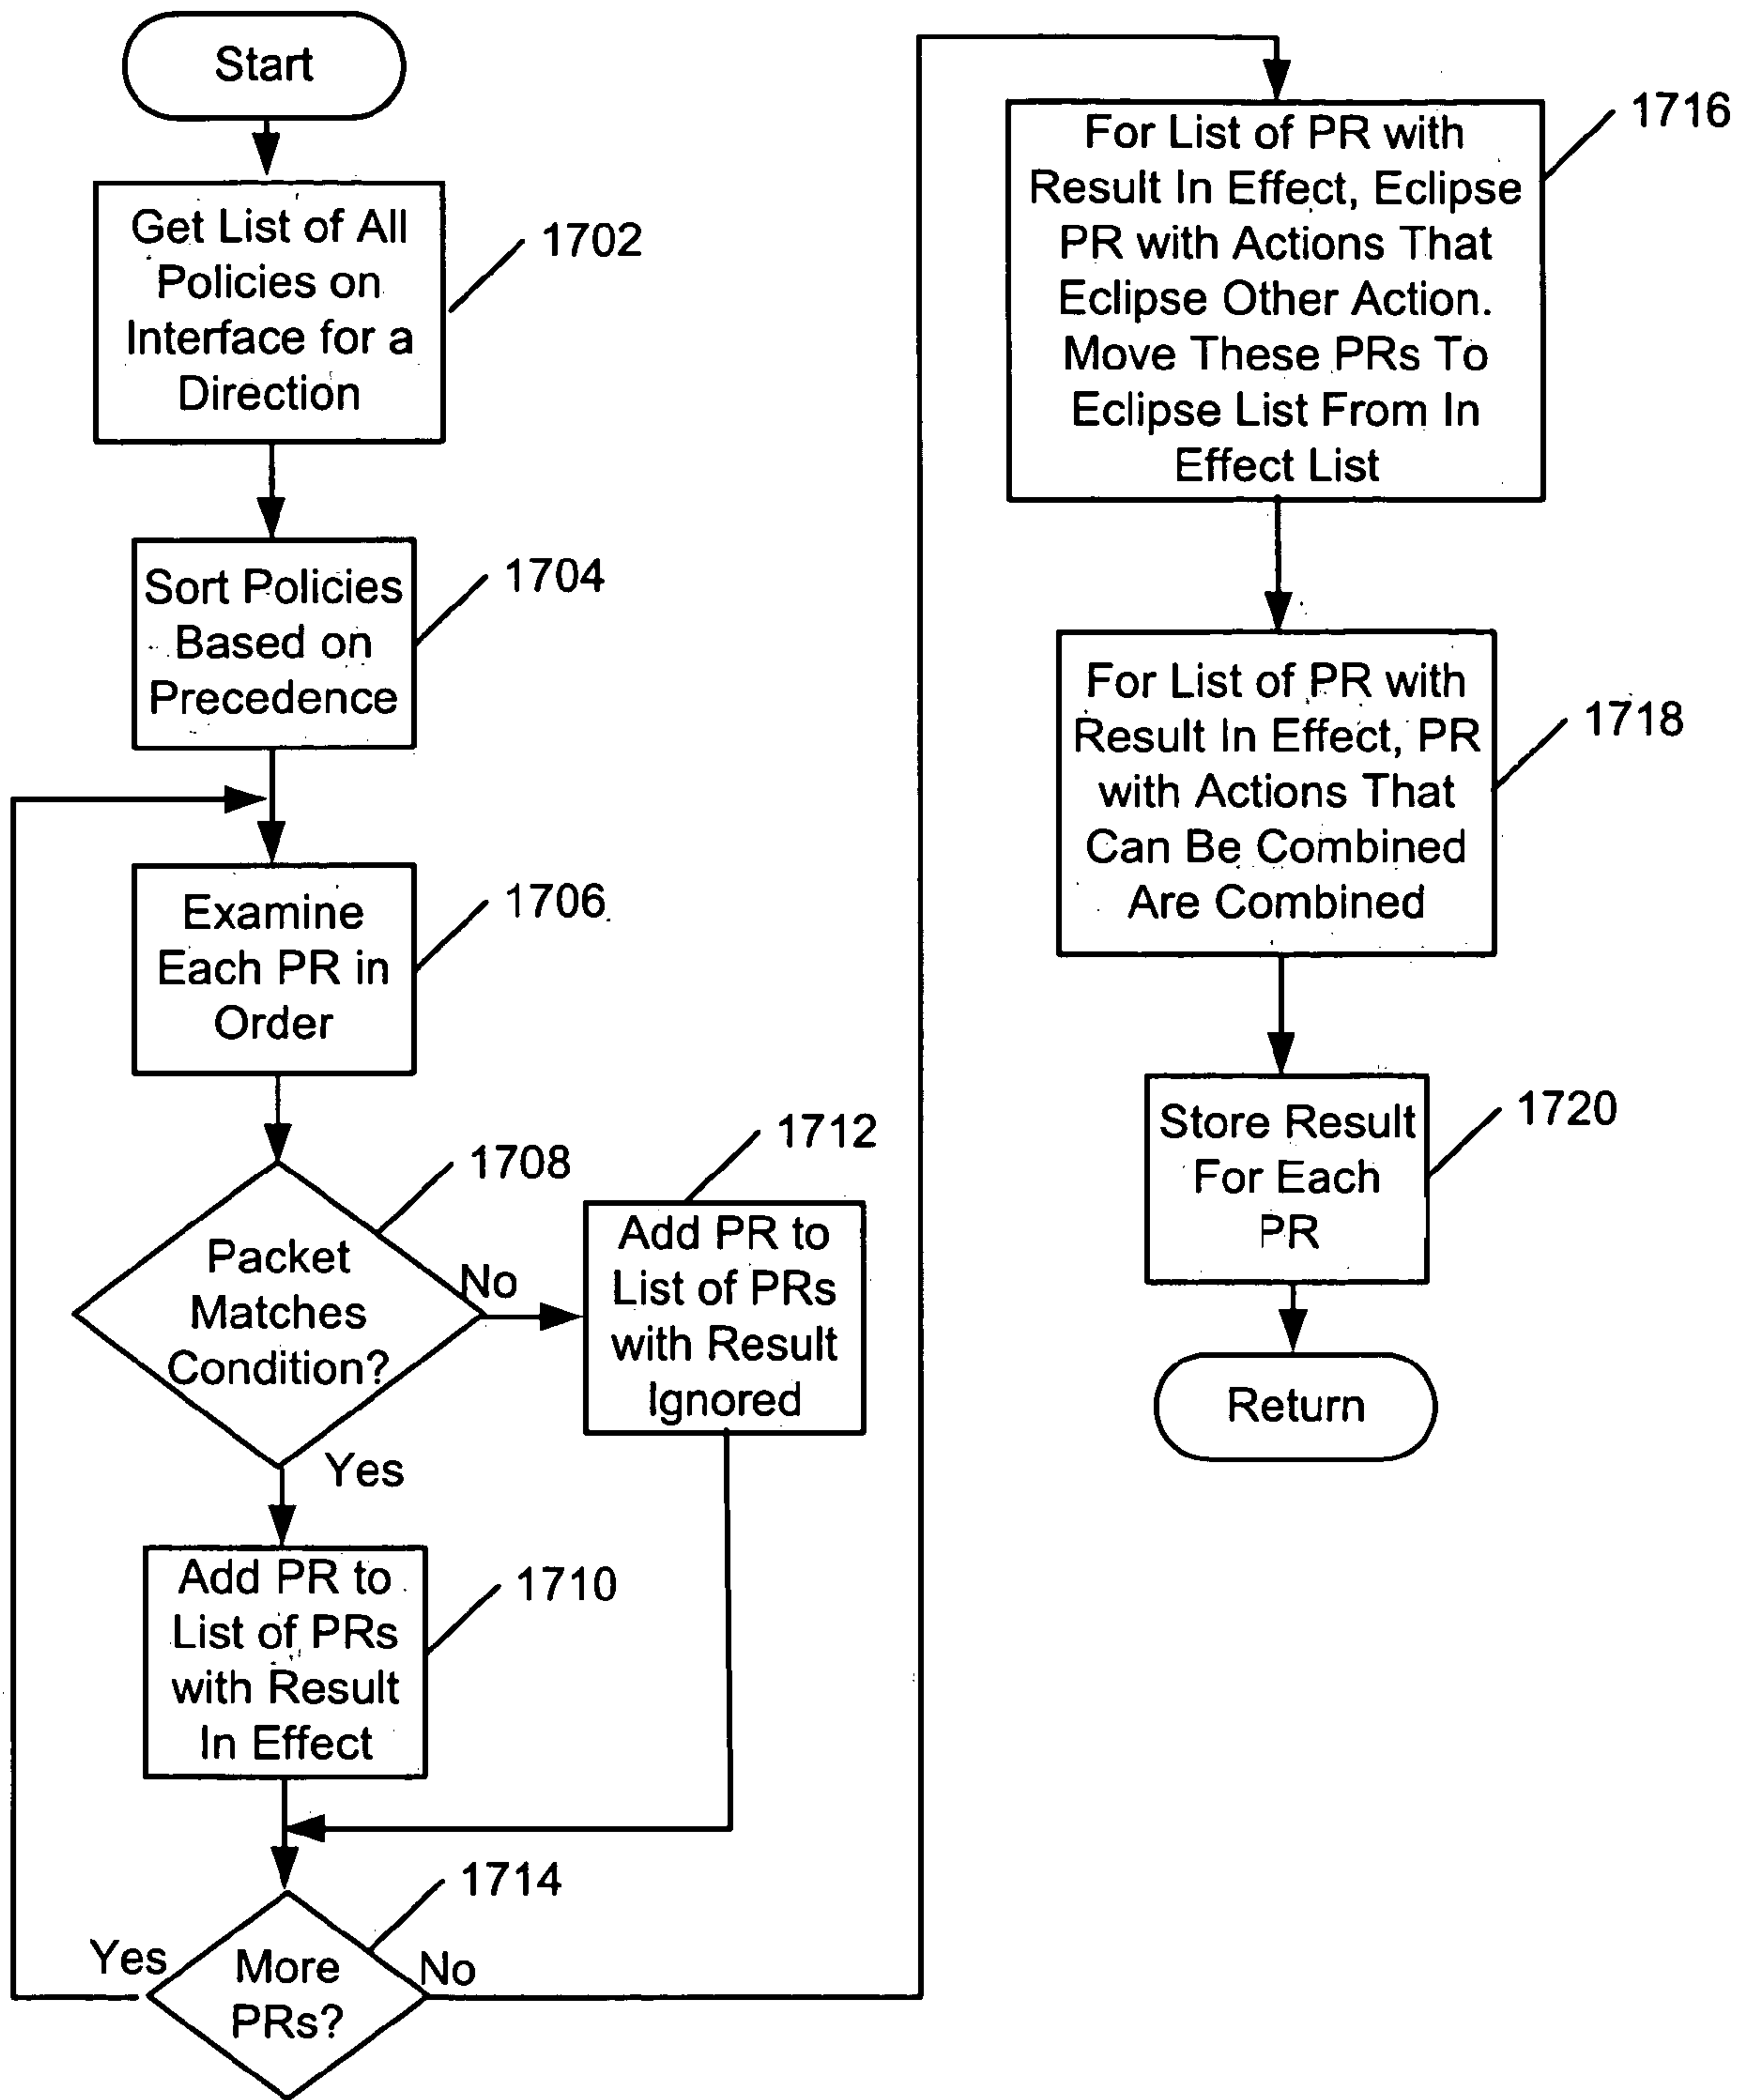 Start
Get List of All
Policies on
Interface for a
Direction
1702
Sort Policies
Based on
Precedence
1704
Examine
Each PR in
Order
1706
Packet
Matches
Condition?
1708
No
Yes
Add PR to
List of PRs
with Result
Ignored
1712
Add PR to
List of PRs
with Result
In Effect
1710
More
PRs?
1714
Yes
No
For List of PR with
Result In Effect, Eclipse
PR with Actions That
Eclipse Other Action.
Move These PRs To
Eclipse List From In
Effect List
1716
For List of PR with
Result In Effect, PR
with Actions That
Can Be Combined
Are Combined
1718
Store Result
For Each
PR
1720
Return